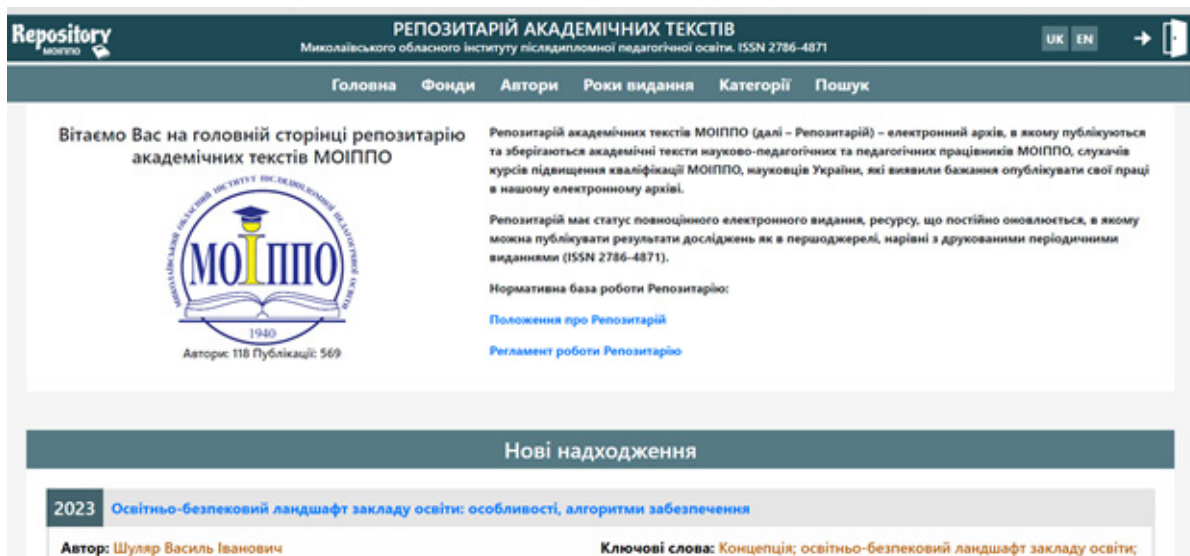 Repository
МОІППО
РЕПОЗИТАРІЙ АКАДЕМІЧНИХ ТЕКСТІВ
Миколаївського обласного інституту післядипломної педагогічної освіти. ISSN 2786-4871
UK EN
Головна Фонди Автори Роки видання Категорії Пошук
Вітаємо Вас на головній сторінці репозитарію
академічних текстів МОІППО
МИКОЛАЇВСЬКИЙ ОБЛАСНИЙ ІНСТИТУТ ПІСЛЯДИПЛОМНОЇ ПЕДАГОГІЧНОЇ ОСВІТИ
МОІППО
1940
Автори: 118 Публікації: 569
Репозитарій академічних текстів МОІППО (далі – Репозитарій) – електронний архів, в якому публікуються
та зберігаються академічні тексти науково-педагогічних та педагогічних працівників МОІППО, слухачів
курсів підвищення кваліфікації МОІППО, науковців України, які виявили бажання опублікувати свої праці
в нашому електронному архіві.
Репозитарій має статус повноцінного електронного видання, ресурсу, що постійно оновлюється, в якому
можна публікувати результати досліджень як в першоджерелі, нарівні з друкованими періодичними
виданнями (ISSN 2786-4871).
Нормативна база роботи Репозитарію:
Положення про Репозитарій
Регламент роботи Репозитарію
Нові надходження
2023 Освітньо-безпековий ландшафт закладу освіти: особливості, алгоритми забезпечення
Автор: Шуляр Василь Іванович
Ключові слова: Концепція; освітньо-безпековий ландшафт закладу освіти;